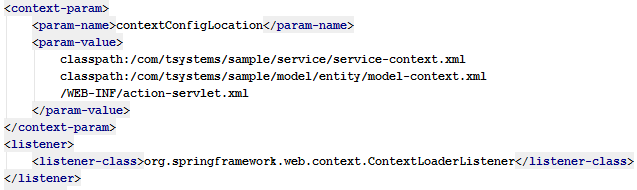 <context-param>
<param-name>contextConfigLocation</param-name>
<param-value>
classpath:/com/tsystems/sample/service/service-context.xml
classpath:/com/tsystems/sample/model/entity/model-context.xml
/WEB-INF/action-servlet.xml
</param-value>
</context-param>
<listener>
<listener-class>org.springframework.web.context.ContextLoaderListener</listener-class>
</listener>